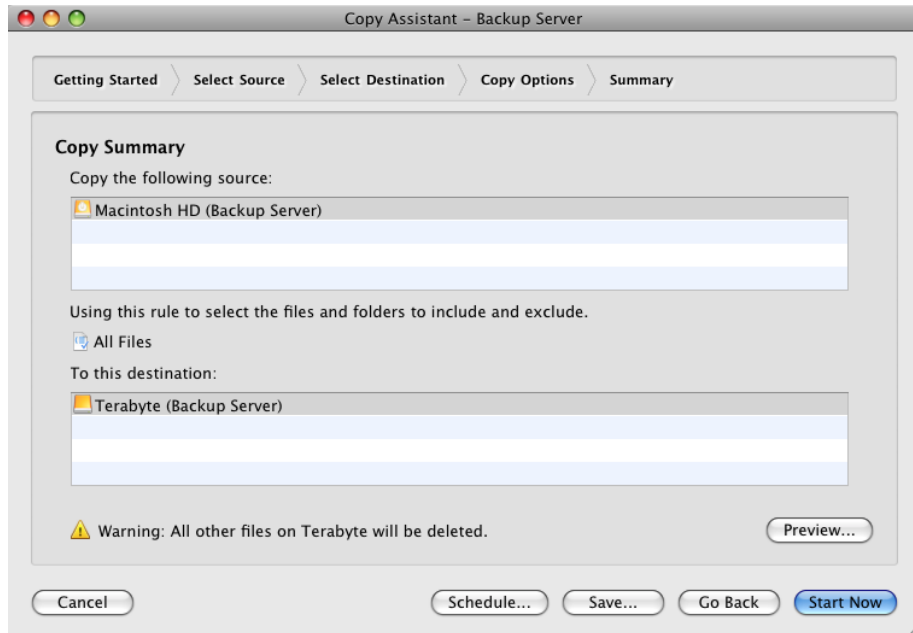 Copy Assistant – Backup Server
Getting Started Select Source Select Destination Copy Options Summary
Copy Summary
Copy the following source:
Macintosh HD (Backup Server)
Using this rule to select the files and folders to include and exclude.
All Files
To this destination:
Terabyte (Backup Server)
Warning: All other files on Terabyte will be deleted.
Preview...
Cancel Schedule... Save... Go Back Start Now